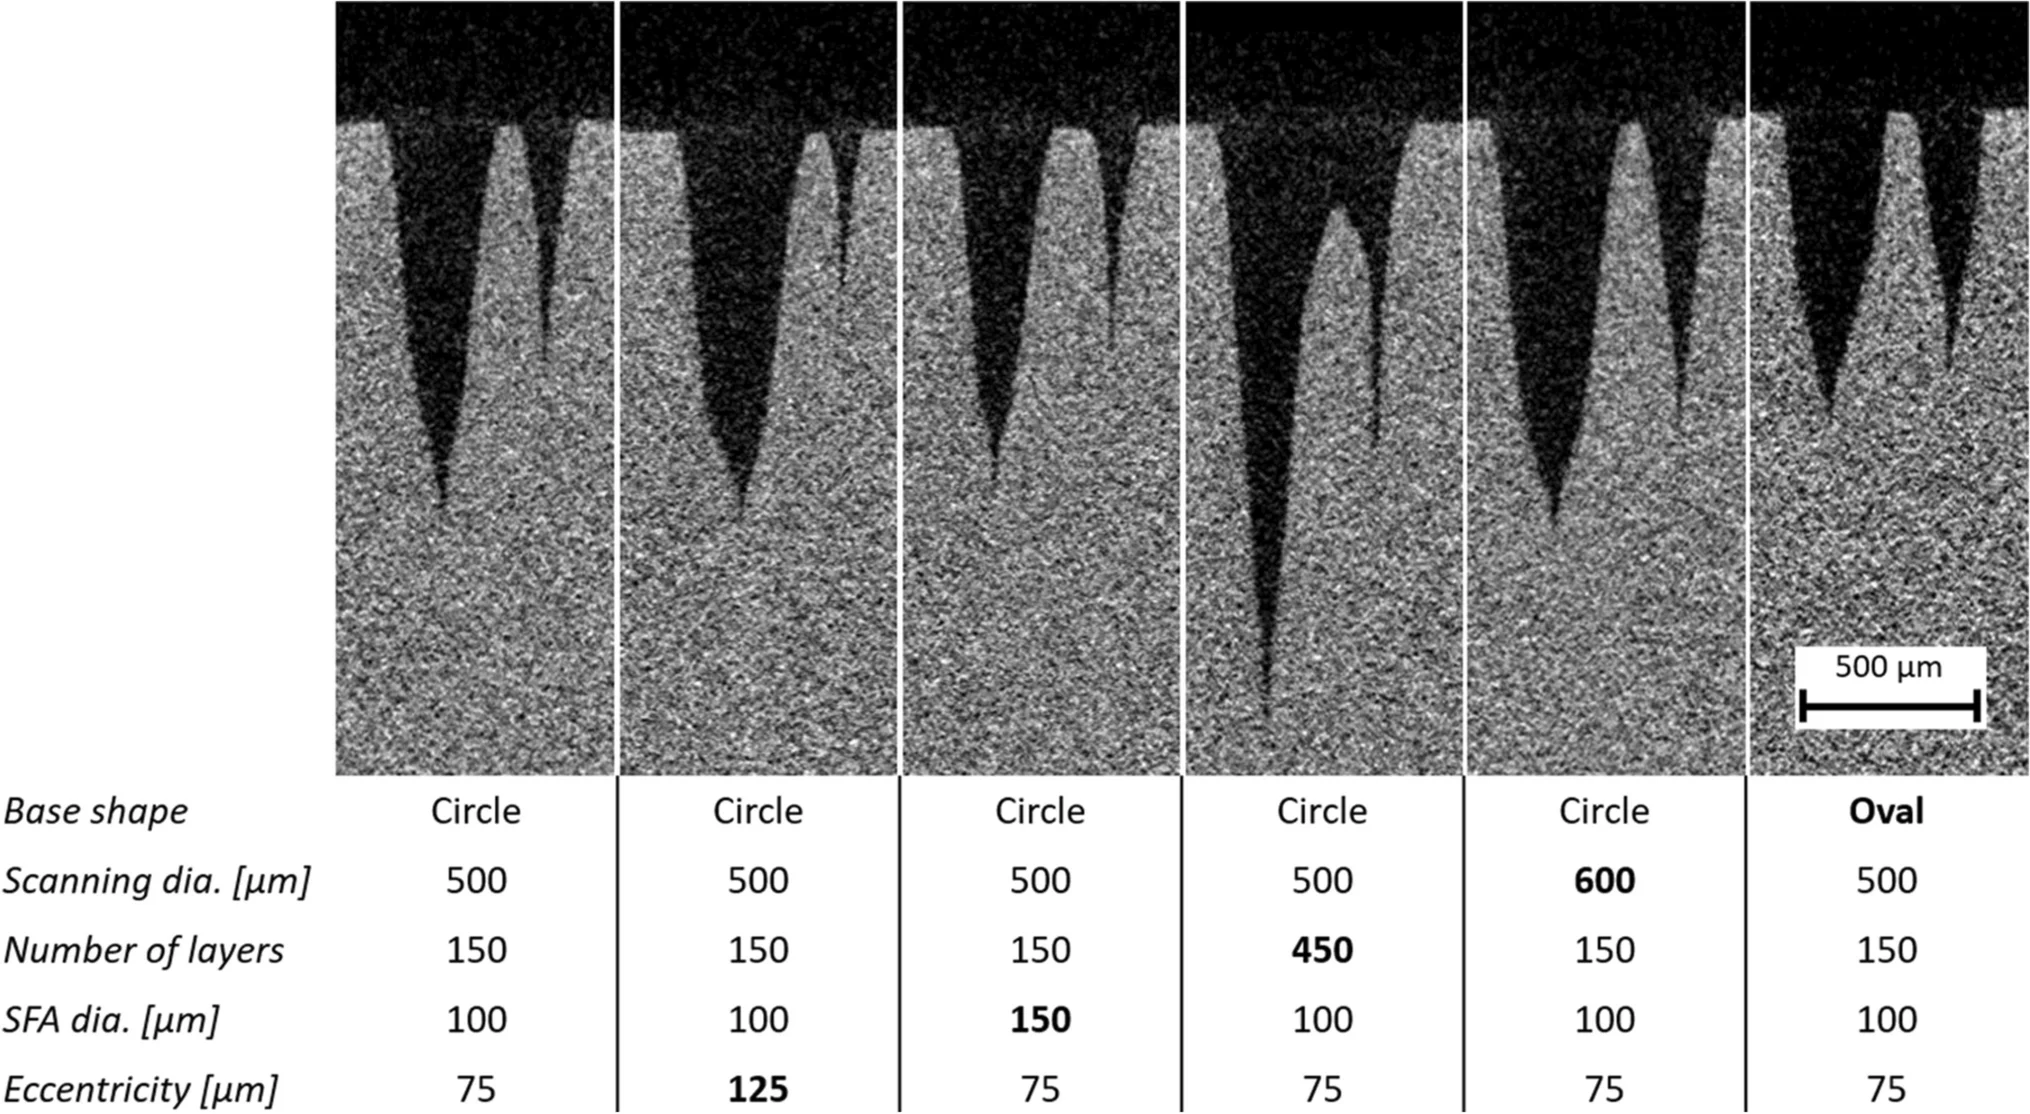 500 µm
Base shape Circle Circle Circle Circle Circle Oval
Scanning dia. [µm] 500 500 500 500 600 500
Number of layers 150 150 150 450 150 150
SFA dia. [µm] 100 100 150 100 100 100
Eccentricity [µm] 75 125 75 75 75 75